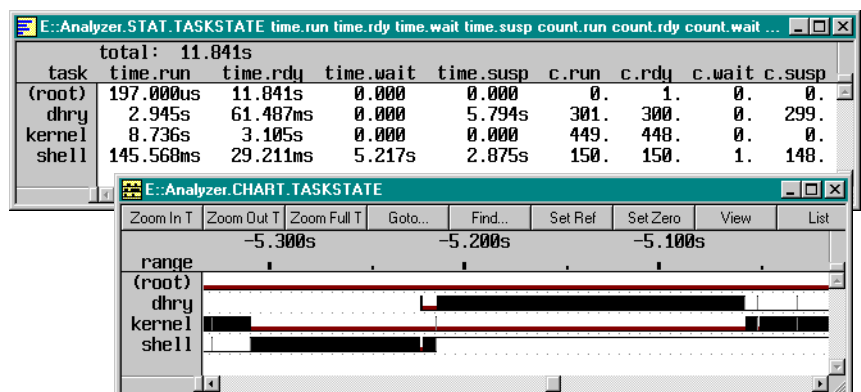 E::Analyzer.STAT.TASKSTATE time.run time.rdy time.wait time.susp count.run count.rdy count.wait ...
total: 11.841s
task time.run time.rdy time.wait time.susp c.run c.rdy c.wait c.susp
(root) 197.000us 11.841s 0.000 0.000 0. 1. 0. 0.
dhry 2.945s 61.487ms 0.000 5.794s 301. 300. 0. 299.
kernel 8.736s 3.105s 0.000 0.000 449. 448. 0. 0.
shell 145.568ms 29.211ms 5.217s 2.875s 150. 150. 1. 148.
E::Analyzer.CHART.TASKSTATE
Zoom In T Zoom Out T Zoom Full T Goto... Find... Set Ref Set Zero View List
-5.300s -5.200s -5.100s
range
(root)
dhry
kernel
shell